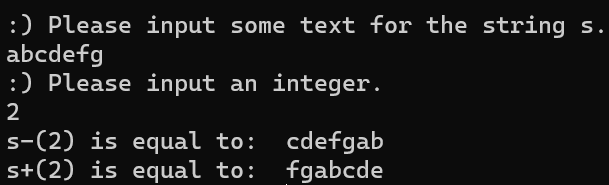 :) Please input some text for the string s.
abcdefg
:) Please input an integer.
2
s-(2) is equal to:  cdefgab
s+(2) is equal to:  fgabcde